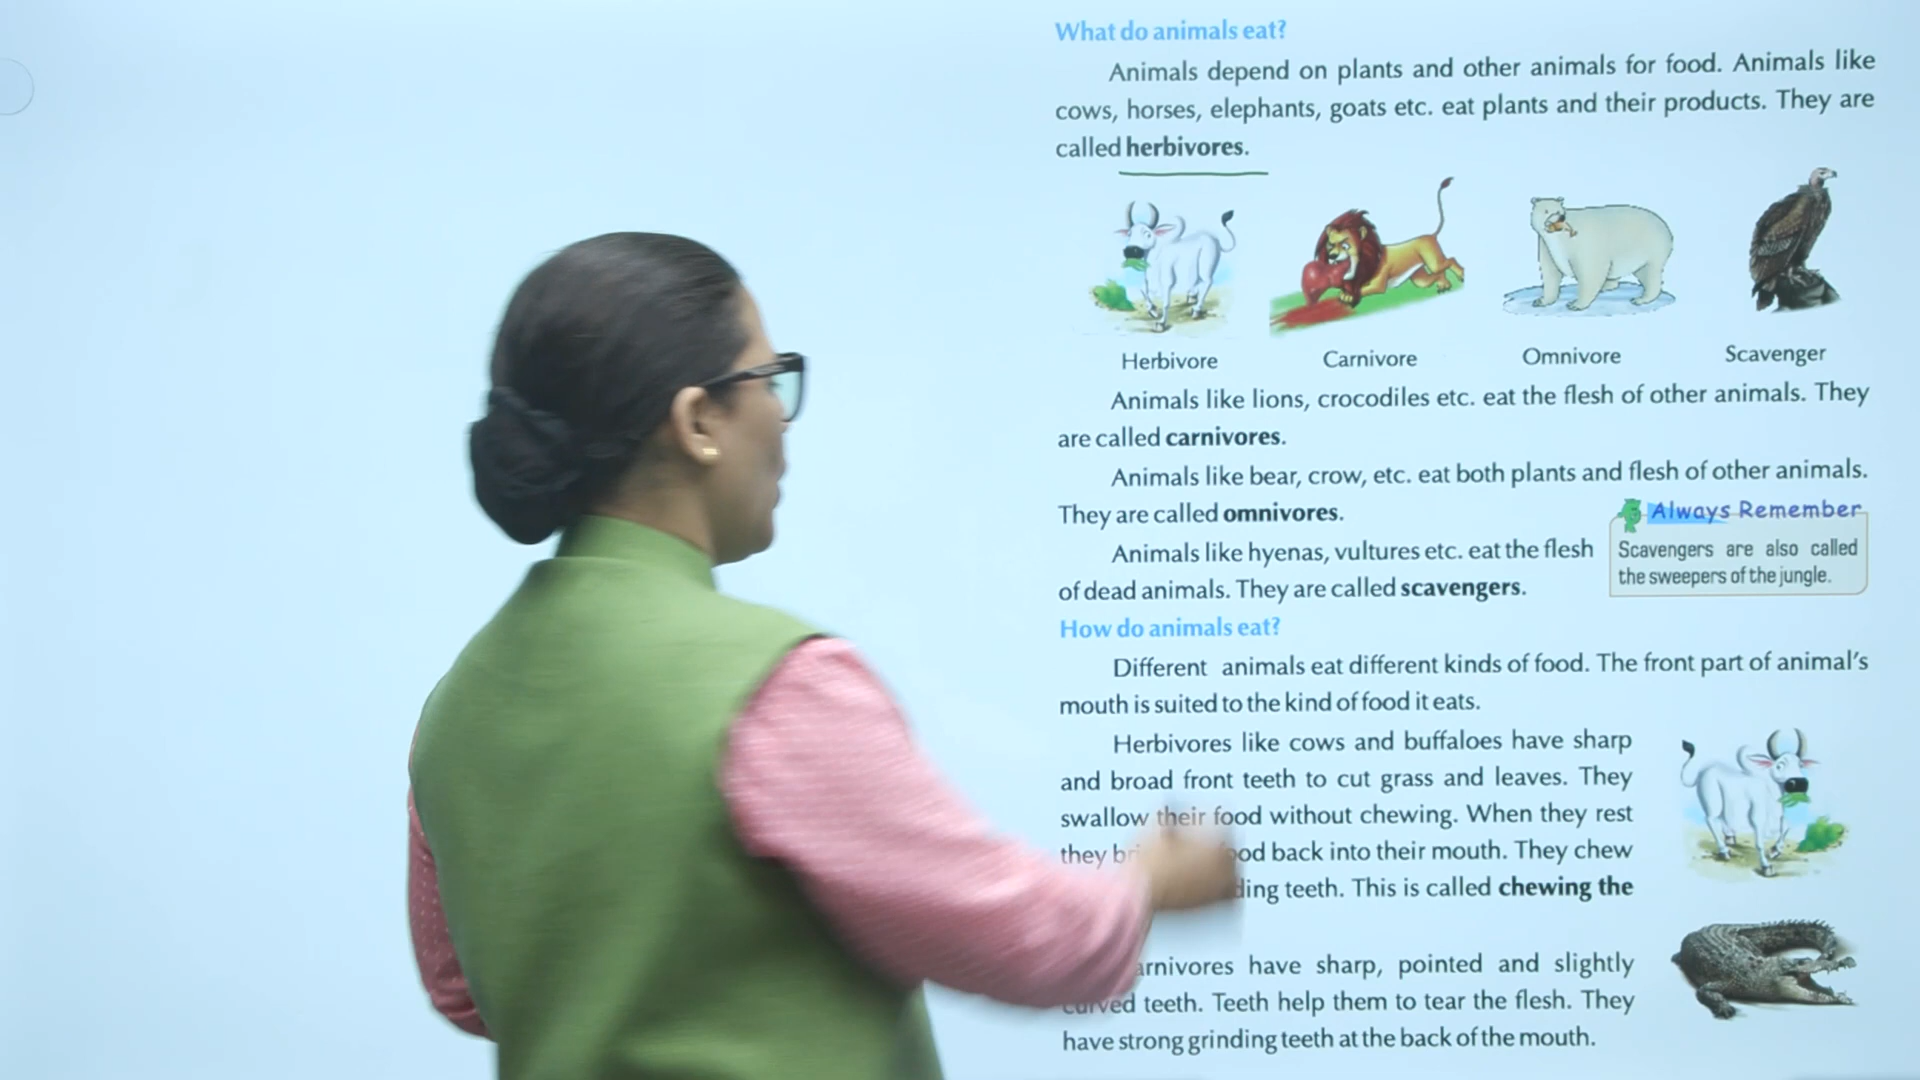 What do animals eat?
Animals depend on plants and other animals for food. Animals like
cows, horses, elephants, goats etc. eat plants and their products. They are
called herbivores.
Herbivore Carnivore Omnivore Scavenger
Animals like lions, crocodiles etc. eat the flesh of other animals. They
are called carnivores.
Animals like bear, crow, etc. eat both plants and flesh of other animals.
They are called omnivores.
Always Remember
Scavengers are also called
the sweepers of the jungle.
Animals like hyenas, vultures etc. eat the flesh
of dead animals. They are called scavengers.
How do animals eat?
Different animals eat different kinds of food. The front part of animal's
mouth is suited to the kind of food it eats.
Herbivores like cows and buffaloes have sharp
and broad front teeth to cut grass and leaves. They
swallow their food without chewing. When they rest
they back into their mouth. They chew
teeth. This is called chewing the
have sharp, pointed and slightly
curved teeth. Teeth help them to tear the flesh. They
have strong grinding teeth at the back of the mouth.